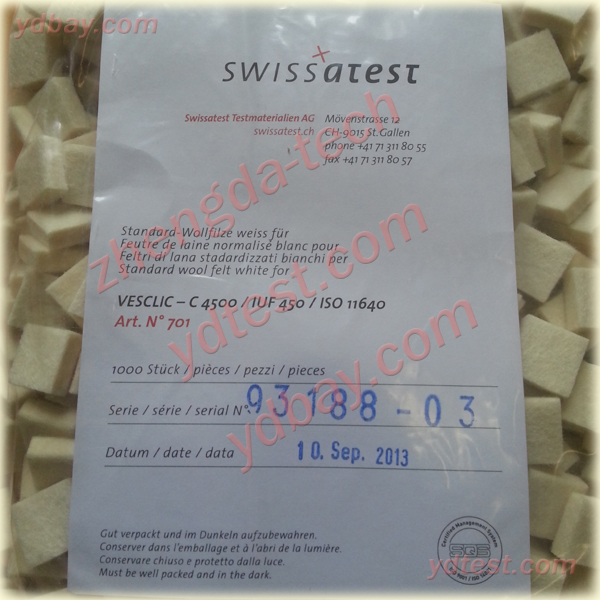 ydbay.com
SWISSatest
Swissatest Testmaterialien AG
swissatest.ch
Mövenstrasse 12
CH-9015 St.Gallen
phone +41 71 311 80 55
fax +41 71 311 80 57
zhengda-tech
Standard-Wollfilze weiss für
Feutre de laine normalisé blanc pour
Feltri di lana stadardizzati bianchi per
Standard wool felt white for
VESCLIC – C 4500 / IUF 450 / ISO 11640
Art. N° 701
ydtest.com
1000 Stück / pièces / pezzi / pieces
Serie / série / serial N°. 93188-03
ydbay.com
Datum / date / data 10. Sep. 2013
Gut verpackt und im Dunkeln aufzubewahren.
Conserver dans l'emballage et à l'abri de la lumière.
Conservare chiuso e protetto dalla luce.
Must be well packed and in the dark.
Certified Management System
SGS
ydtest.com